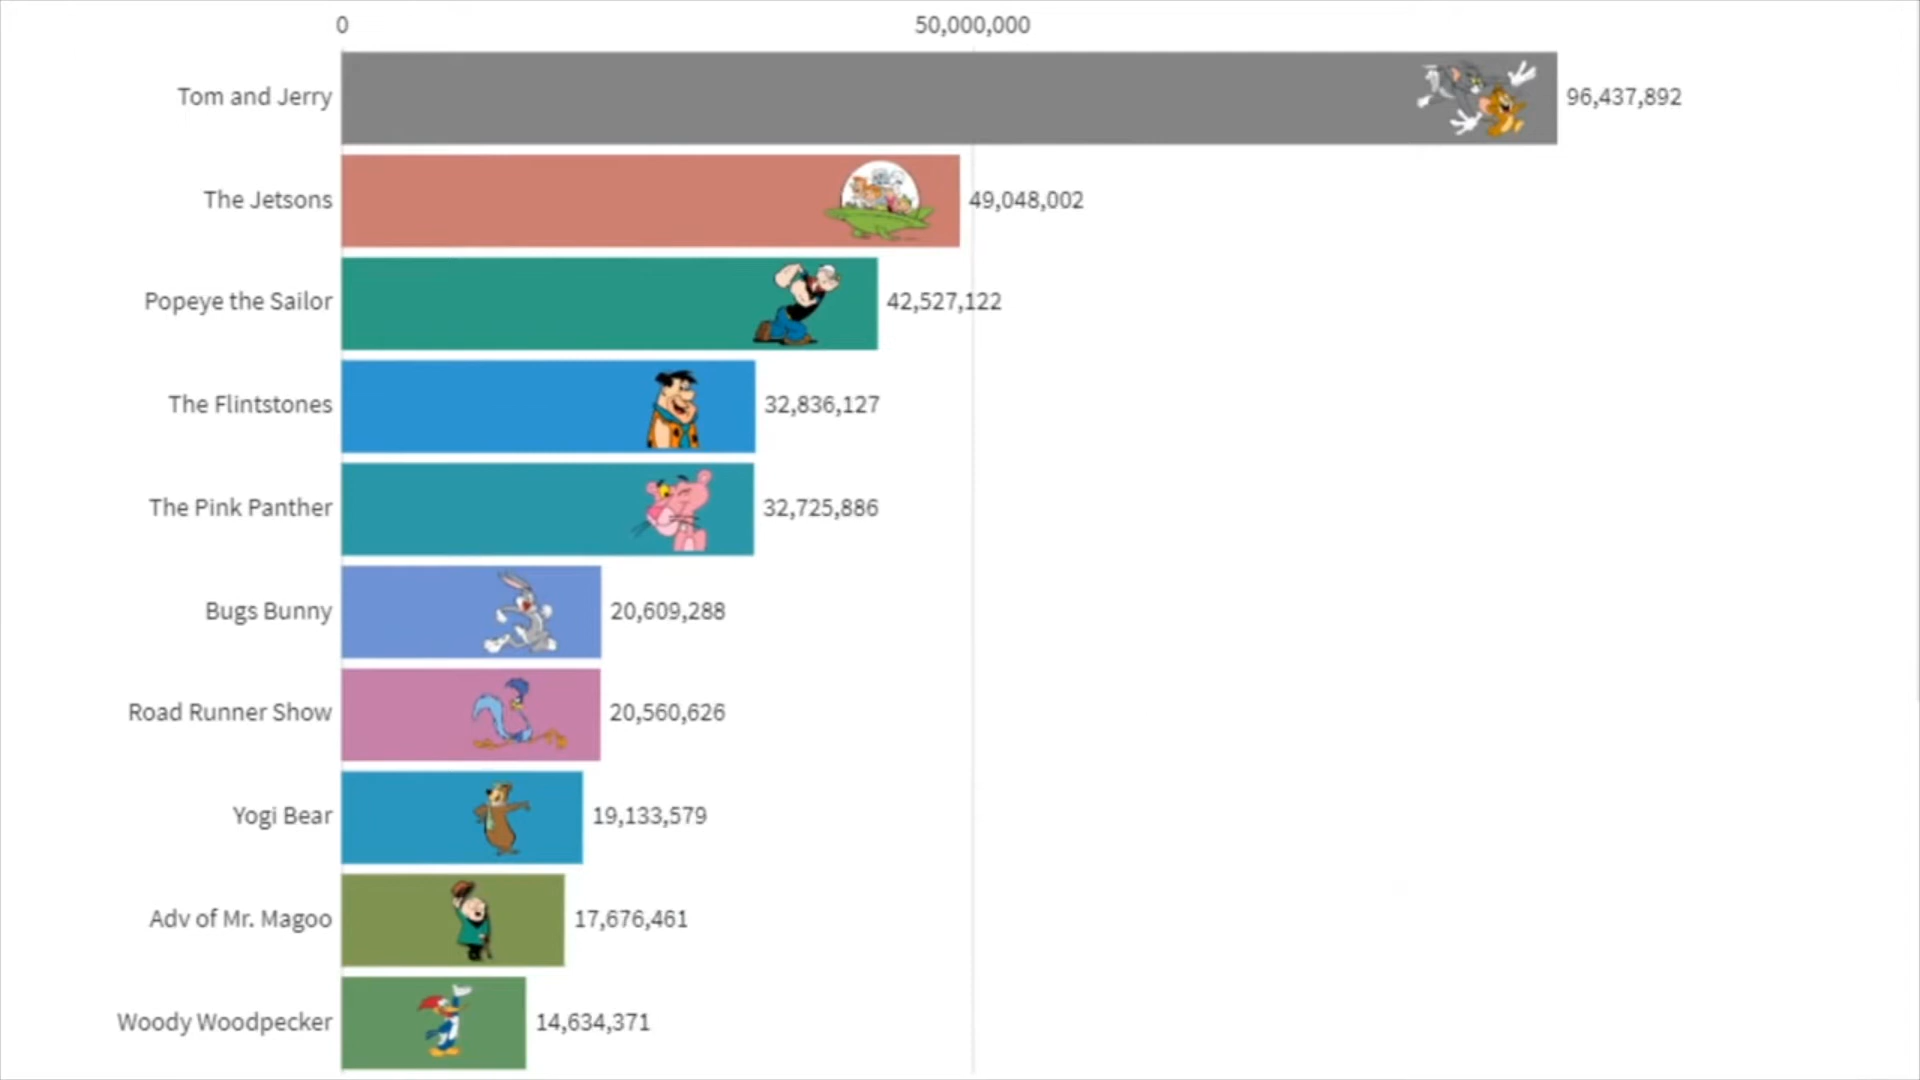 0 50,000,000
Tom and Jerry 96,437,892
The Jetsons 49,048,002
Popeye the Sailor 42,527,122
The Flintstones 32,836,127
The Pink Panther 32,725,886
Bugs Bunny 20,609,288
Road Runner Show 20,560,626
Yogi Bear 19,133,579
Adv of Mr. Magoo 17,676,461
Woody Woodpecker 14,634,371